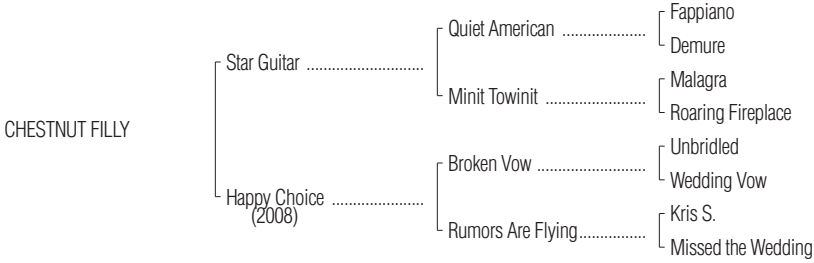 Fappiano
Quiet American ....................
Demure
Star Guitar ...........................
Malagra
Minit Towinit .......................
Roaring Fireplace
CHESTNUT FILLY
Unbridled
Broken Vow .........................
Wedding Vow
Happy Choice .....................
(2008)
Kris S.
Rumors Are Flying................
Missed the Wedding